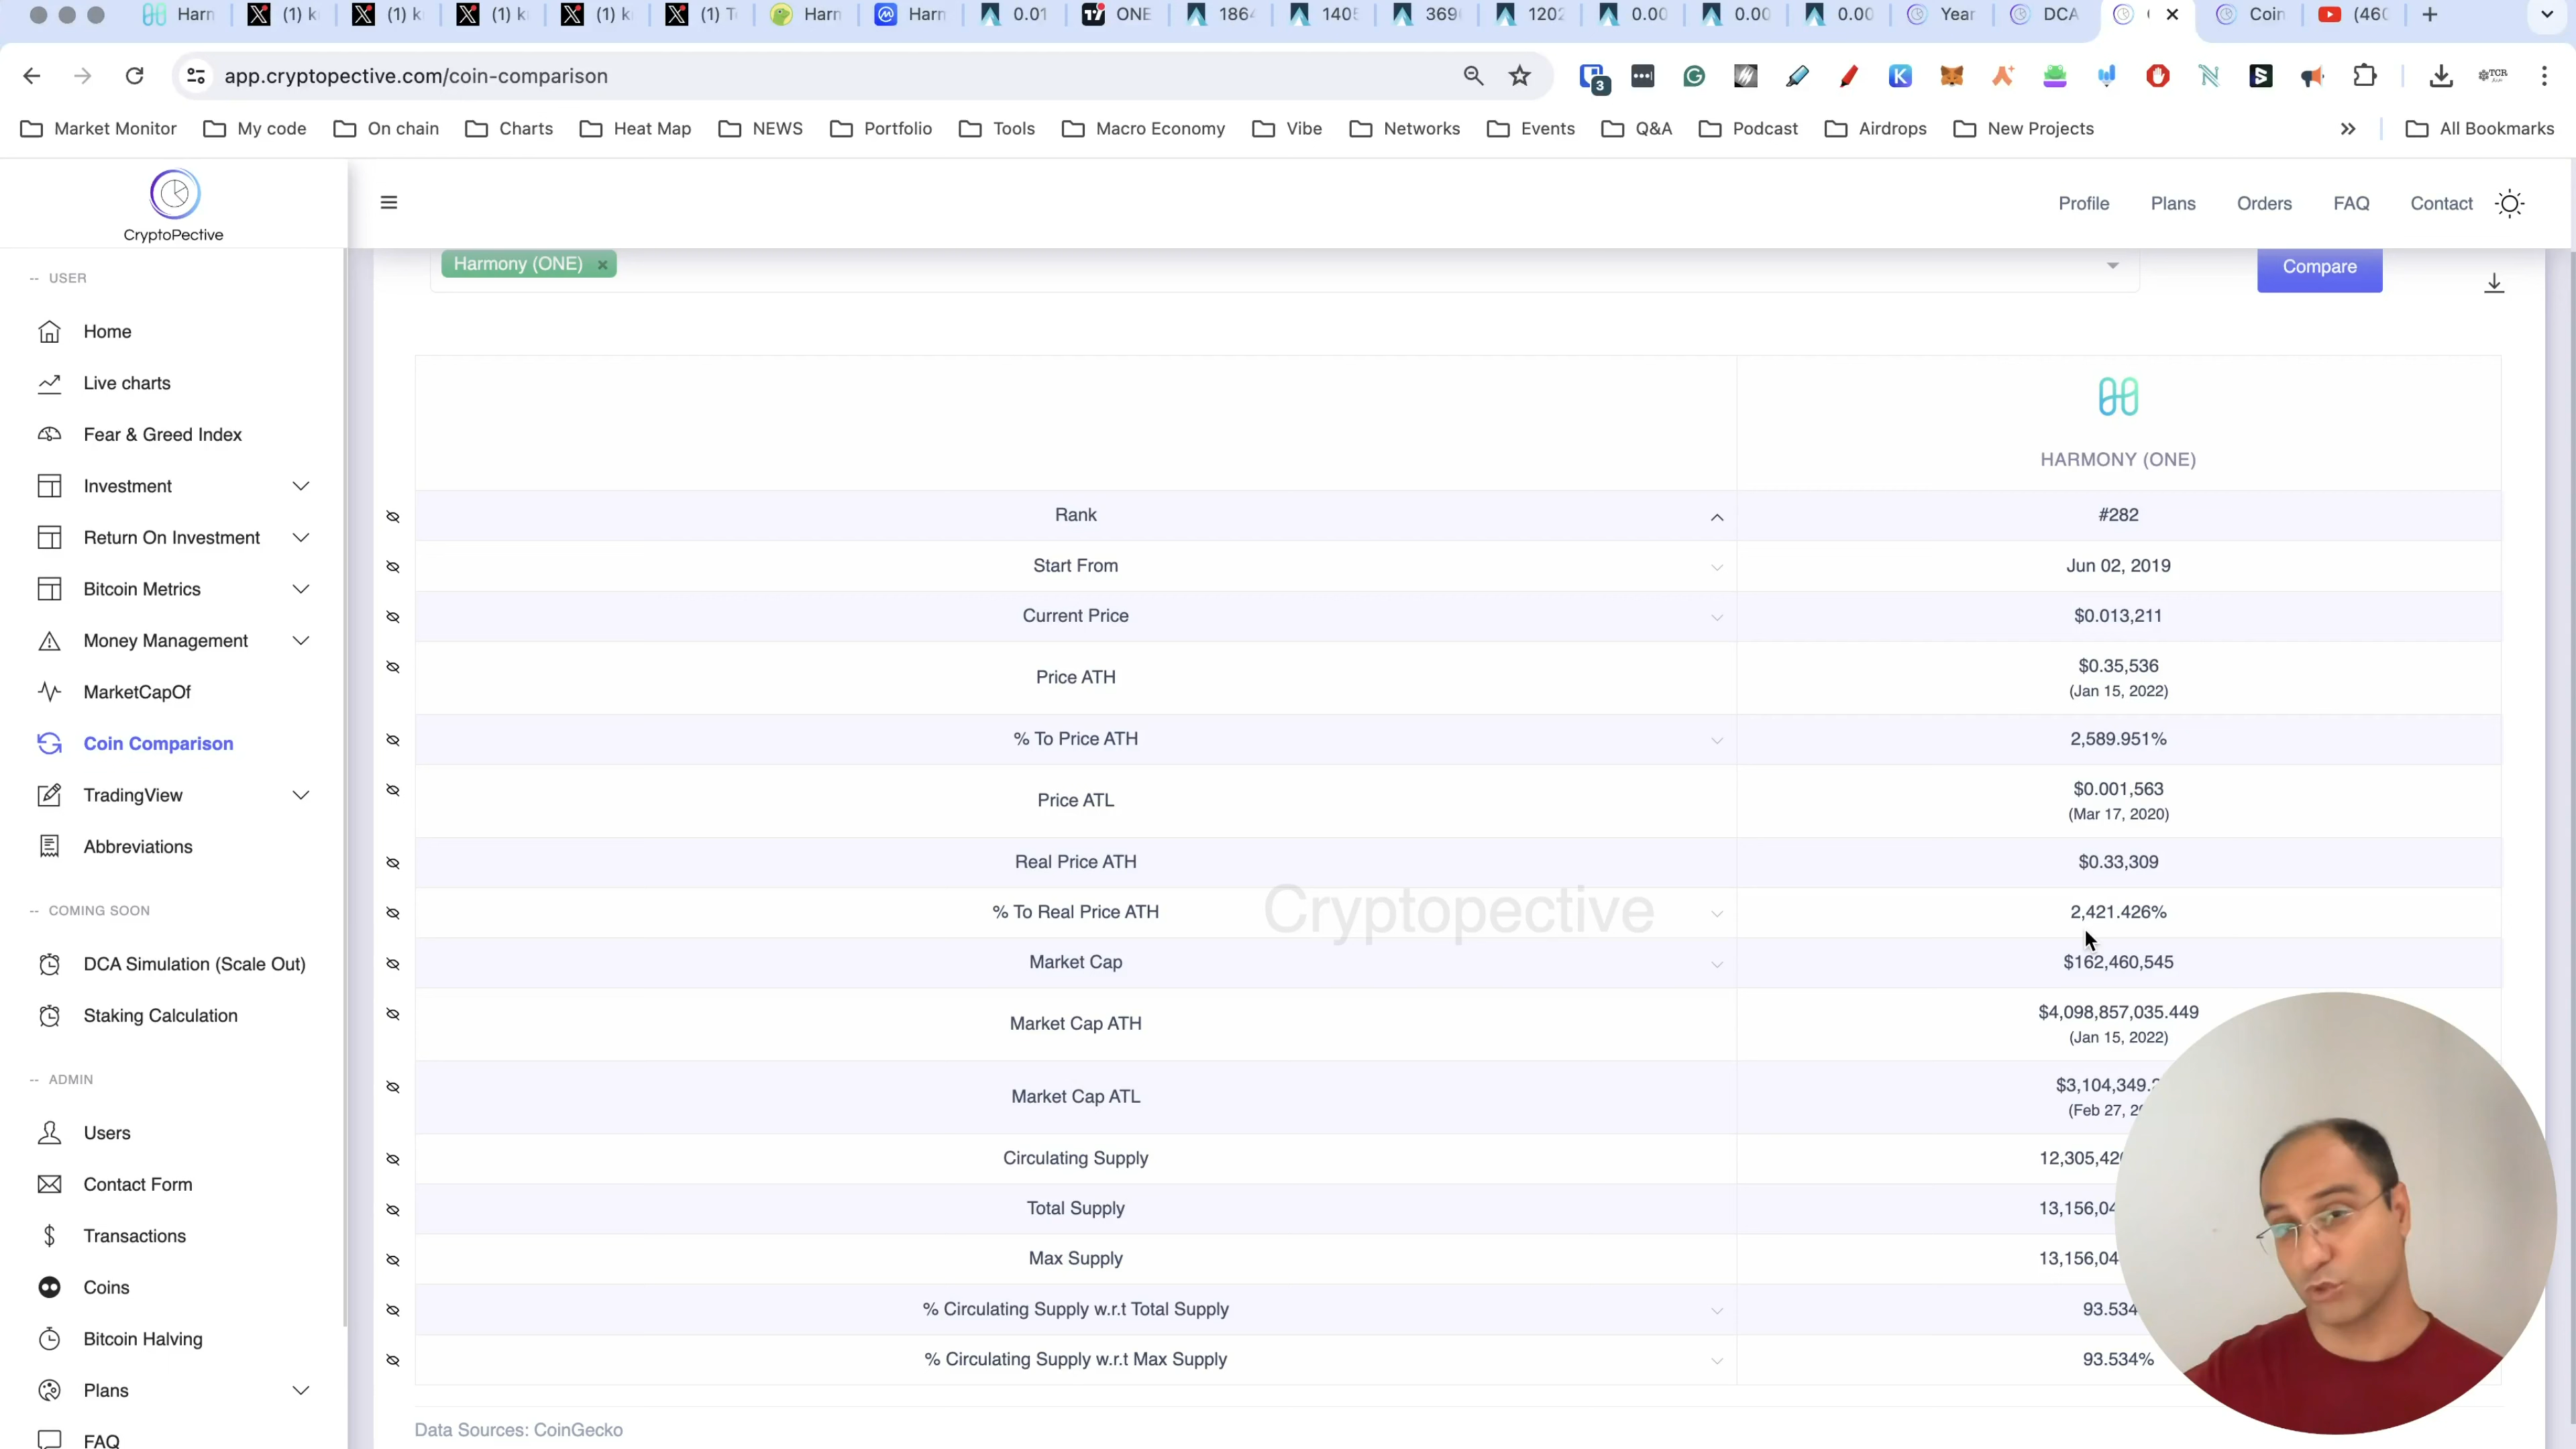 Harn
(1) k
(1) k
(1) k
(1) k
(1) T
Harn
Harn
0.01
ONE
1864
1405
369
1202
0.00
0.00
0.00
Year
DCA
Coin
(46
app.cryptopective.com/coin-comparison
3
TCR
Market Monitor
My code
On chain
Charts
Heat Map
NEWS
Portfolio
Tools
Macro Economy
Vibe
Networks
Events
Q&A
Podcast
Airdrops
New Projects
All Bookmarks
CryptoPective
Profile
Plans
Orders
FAQ
Contact
-- USER
Home
Live charts
Fear & Greed Index
Investment
Return On Investment
Bitcoin Metrics
Money Management
MarketCapOf
Coin Comparison
TradingView
Abbreviations
-- COMING SOON
DCA Simulation (Scale Out)
Staking Calculation
-- ADMIN
Users
Contact Form
Transactions
Coins
Bitcoin Halving
Plans
FAQ
Harmony (ONE) ×
Compare
HARMONY (ONE)
Rank #282
Start From Jun 02, 2019
Current Price $0.013,211
Price ATH $0.35,536
(Jan 15, 2022)
% To Price ATH 2,589.951%
Price ATL $0.001,563
(Mar 17, 2020)
Real Price ATH $0.33,309
% To Real Price ATH 2,421.426%
Cryptopective
Market Cap $162,460,545
Market Cap ATH $4,098,857,035.449
(Jan 15, 2022)
Market Cap ATL $3,104,349.
(Feb 27, 2
Circulating Supply 12,305,42
Total Supply 13,156,04
Max Supply 13,156,04
% Circulating Supply w.r.t Total Supply 93.534
% Circulating Supply w.r.t Max Supply 93.534%
Data Sources: CoinGecko